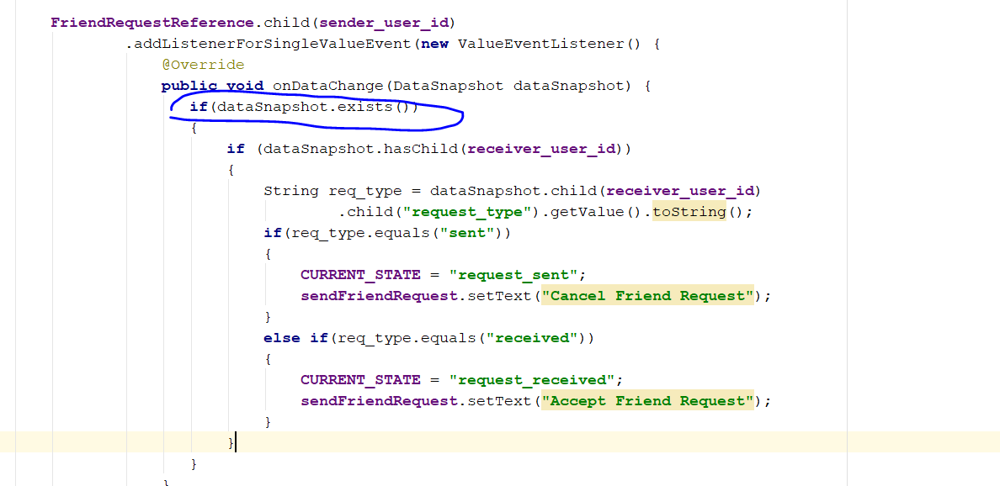 FriendRequestReference.child(sender_user_id)
.addListenerForSingleValueEvent(new ValueEventListener() {
@Override
public void onDataChange(DataSnapshot dataSnapshot) {
if(dataSnapshot.exists())
{
if (dataSnapshot.hasChild(receiver_user_id))
{
String req_type = dataSnapshot.child(receiver_user_id)
.child("request_type").getValue().toString();
if(req_type.equals("sent"))
{
CURRENT_STATE = "request_sent";
sendFriendRequest.setText("Cancel Friend Request");
}
else if(req_type.equals("received"))
{
CURRENT_STATE = "request_received";
sendFriendRequest.setText("Accept Friend Request");
}
}
}
}